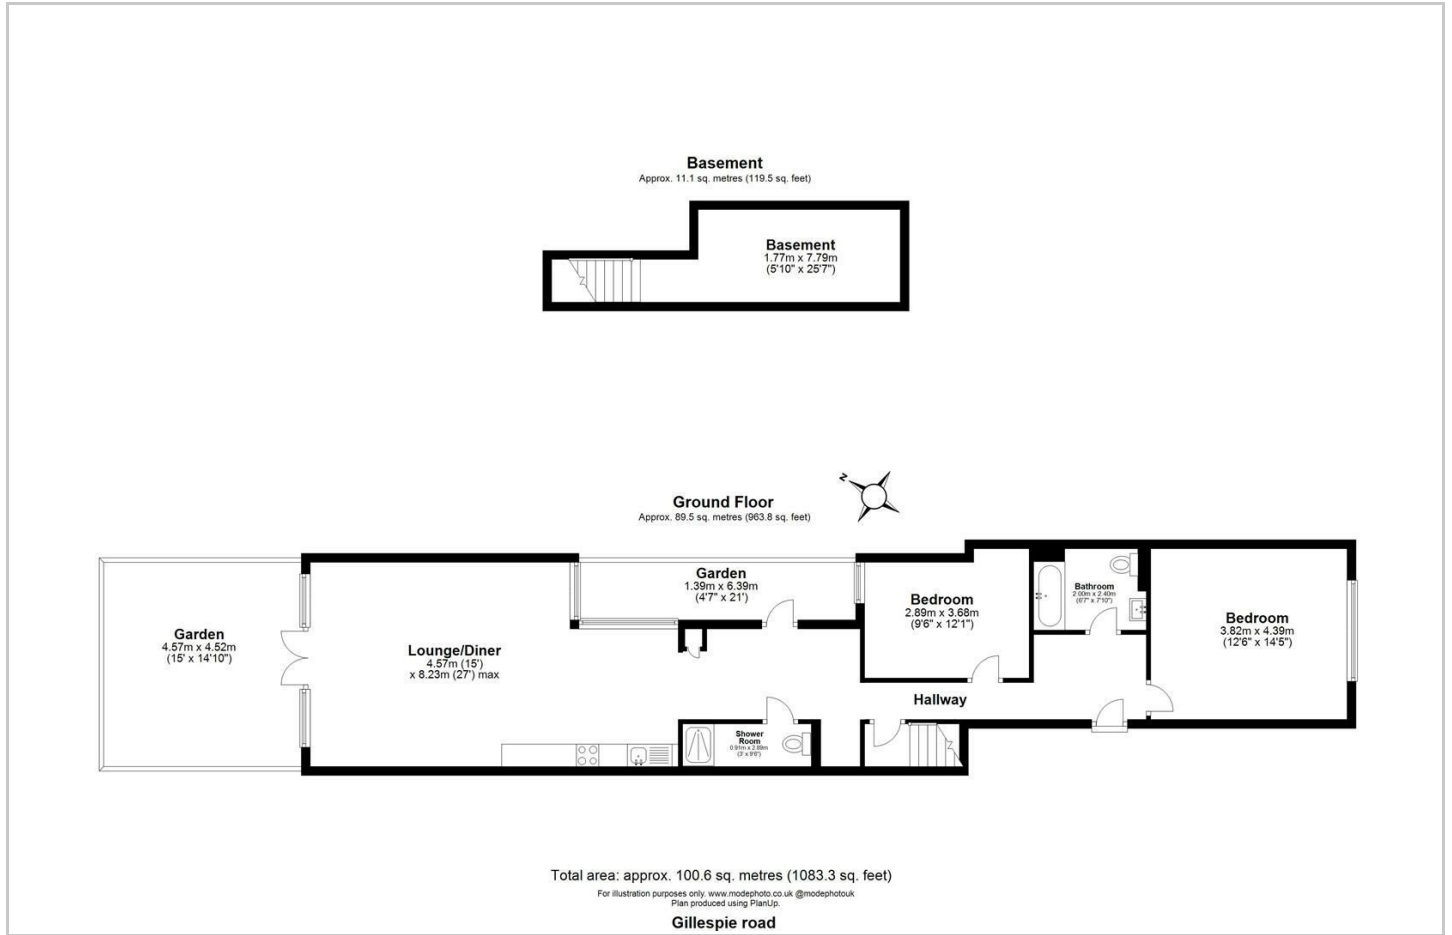 Basement
Approx. 11.1 sq. metres (119.5 sq. feet)
Basement
1.77m x 7.79m
(5'10" x 25'7")
N
Ground Floor
Approx. 89.5 sq. metres (963.8 sq. feet)
Garden
4.57m x 4.52m
(15' x 14'10")
Lounge/Diner
4.57m (15')
x 8.23m (27') max
Garden
1.39m x 6.39m
(4'7" x 21')
Bedroom
2.89m x 3.68m
(9'6" x 12'1")
Bathroom
2.00m x 2.40m
(6'7" x 7'10")
Bedroom
3.82m x 4.39m
(12'6" x 14'5")
Hallway
Shower
Room
0.91m x 2.89m
(3' x 9'6")
Total area: approx. 100.6 sq. metres (1083.3 sq. feet)
For illustration purposes only. www.modephoto.co.uk @modephotouk
Plan produced using PlanUp.
Gillespie road